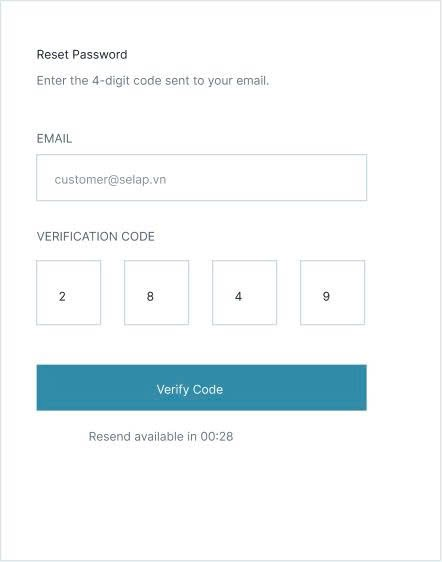 Reset Password
Enter the 4-digit code sent to your email.
EMAIL
customer@selap.vn
VERIFICATION CODE
2 8 4 9
Verify Code
Resend available in 00:28